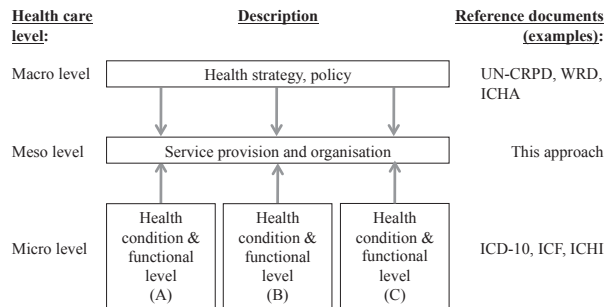 Health care level:
Description
Reference documents (examples):
Macro level
Health strategy, policy
UN-CRPD, WRD, ICHA
Meso level
Service provision and organisation
This approach
Micro level
Health condition & functional level (A)
Health condition & functional level (B)
Health condition & functional level (C)
ICD-10, ICF, ICHI